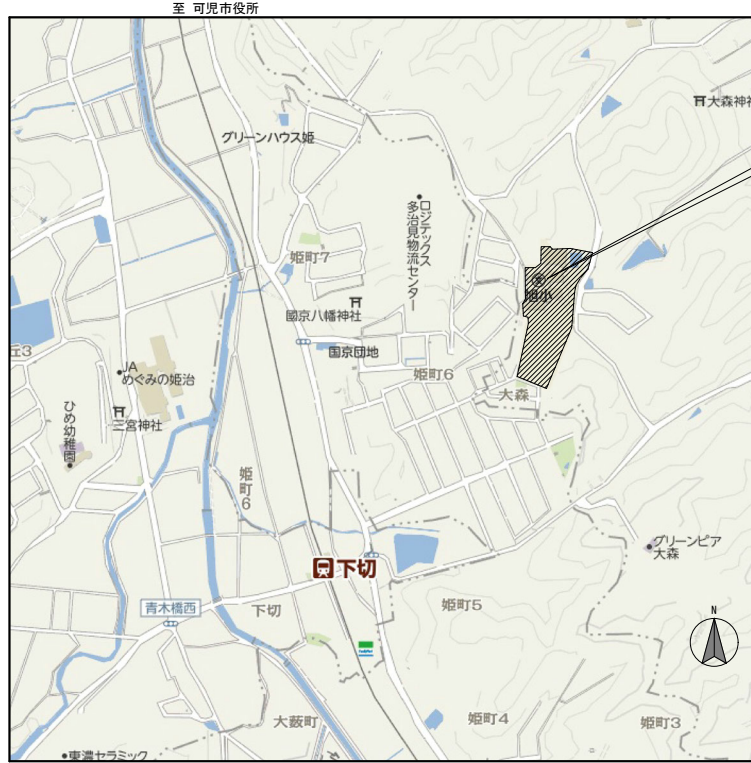 至 可児市役所
大森神社
グリーンハウス姫
ロジテックス
多治見物流センター
姫町7
旭小
國京八幡神社
国京団地
丘3
JA
めぐみの姫治
姫町6
大森
三宮神社
ひめ幼稚園
姫町6
グリーンピア
大森
下切
姫町5
青木橋西
下切
N
FamilyMart
大薮町
姫町4
姫町3
東濃セラミック